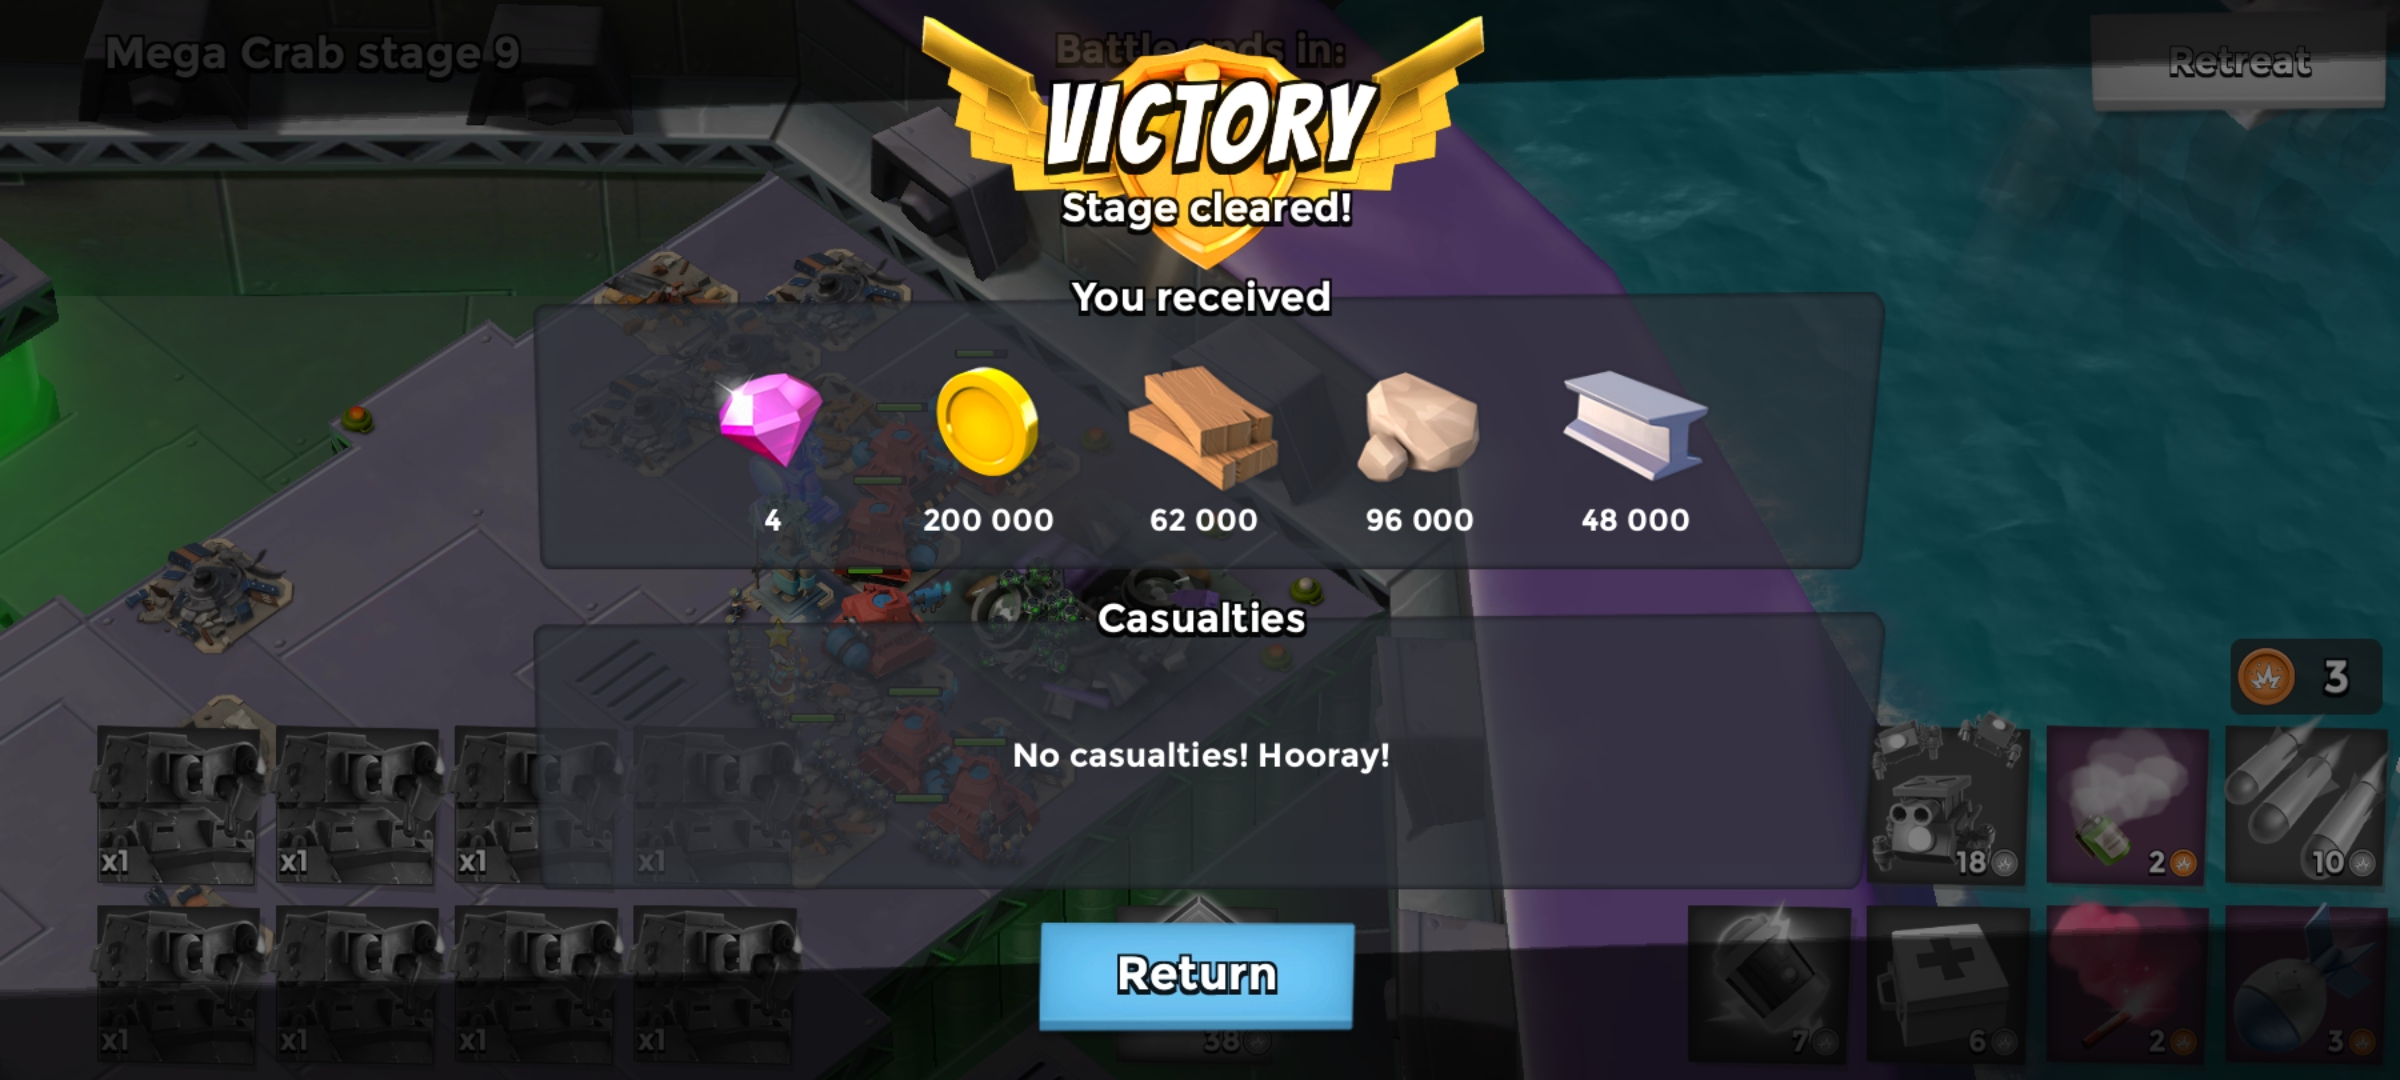 Mega Crab stage 9
Battle ends in:
Retreat
VICTORY
Stage cleared!
You received
4
200 000
62 000
96 000
48 000
Casualties
No casualties! Hooray!
3
x1
x1
x1
x1
18
2
10
x1
x1
x1
x1
Return
38
7
6
2
3